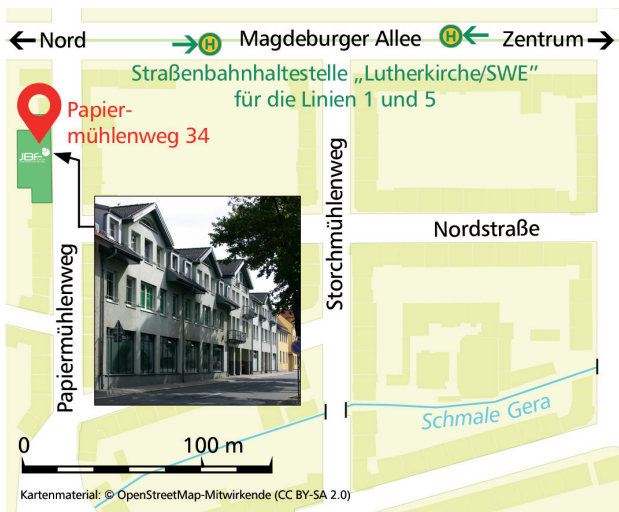 Nord
H
Magdeburger Allee
H
Zentrum
Straßenbahnhaltestelle „Lutherkirche/SWE”
für die Linien 1 und 5
Papier-
mühlenweg 34
JBF
Storchmühlenweg
Nordstraße
Papiermühlenweg
Schmale Gera
0
100 m
Kartenmaterial: © OpenStreetMap-Mitwirkende (CC BY-SA 2.0)